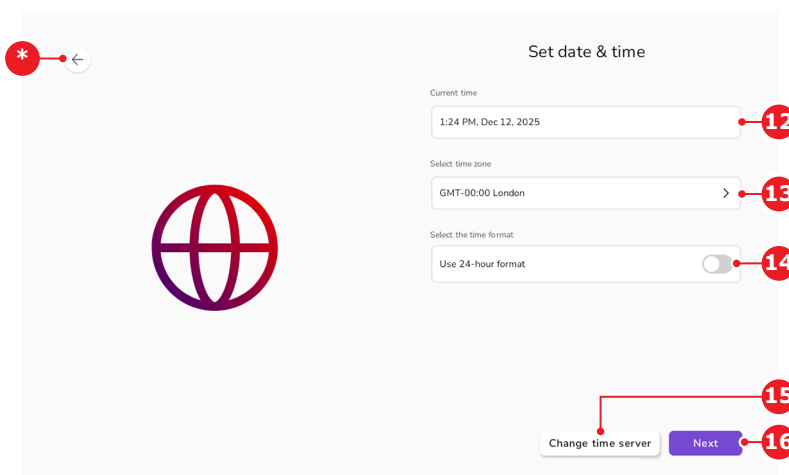 *
Set date & time
Current time
1:24 PM, Dec 12, 2025
12
Select time zone
GMT-00:00 London
13
Select the time format
Use 24-hour format
14
15
Change time server
Next
16